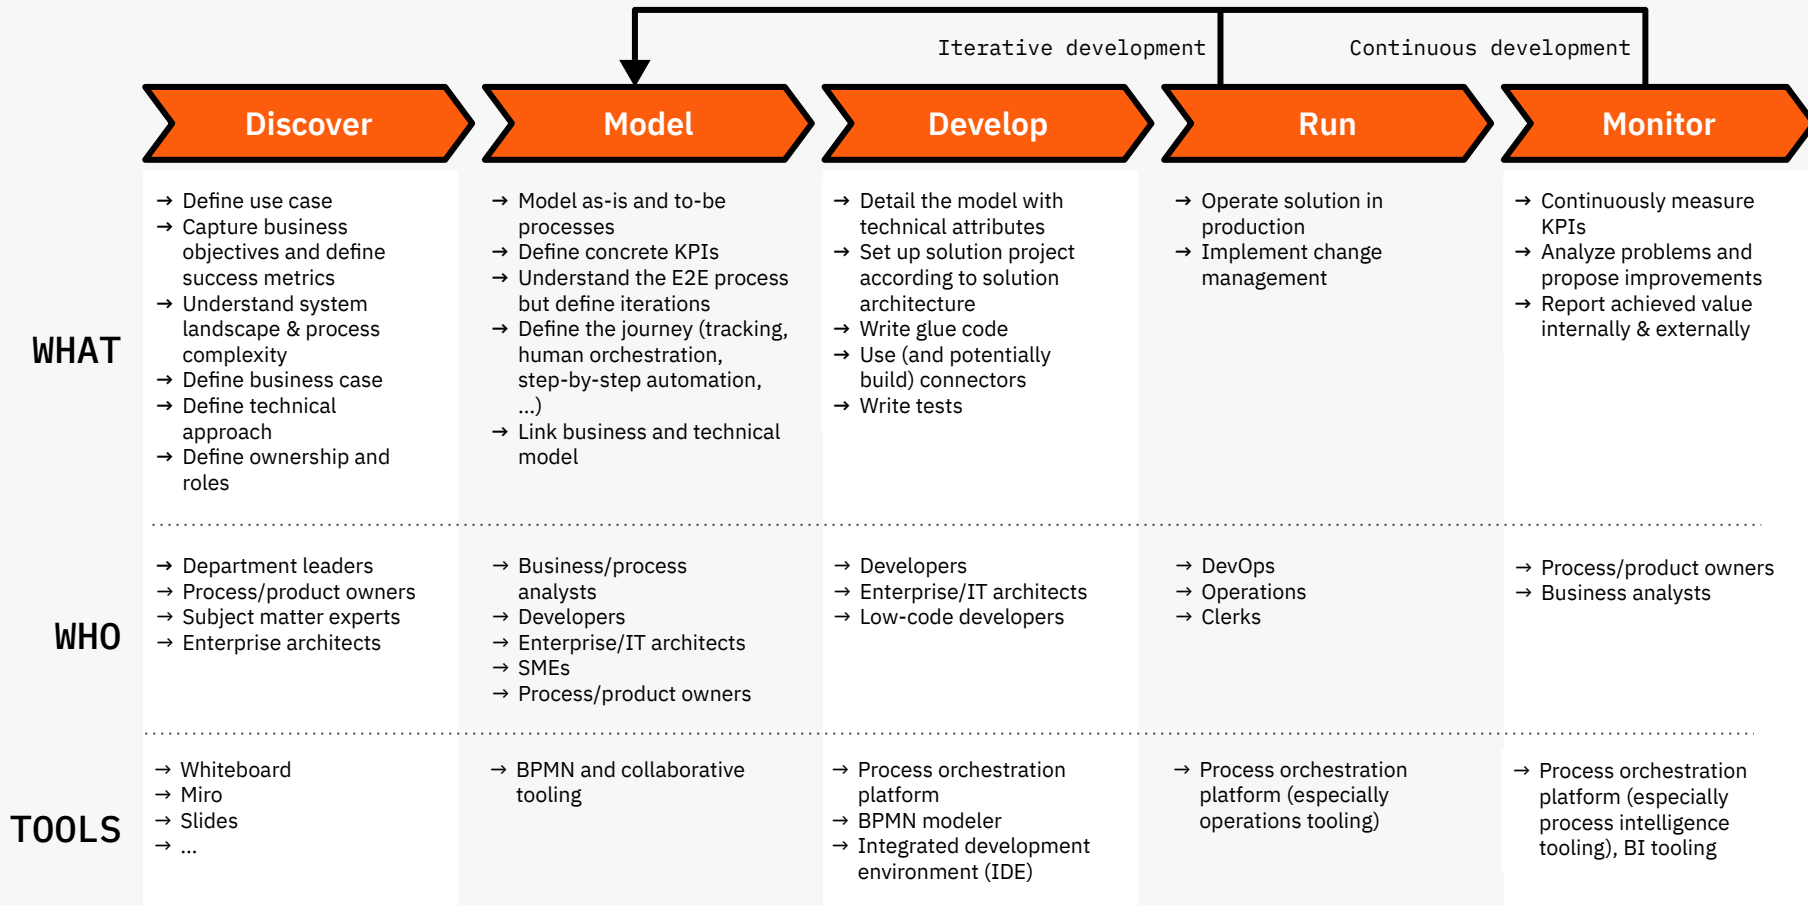 Iterative development
Continuous development
Discover
Model
Develop
Run
Monitor
WHAT
→ Define use case
→ Capture business
objectives and define
success metrics
→ Understand system
landscape & process
complexity
→ Define business case
→ Define technical
approach
→ Define ownership and
roles
→ Model as-is and to-be
processes
→ Define concrete KPIs
→ Understand the E2E process
but define iterations
→ Define the journey (tracking,
human orchestration,
step-by-step automation,
...)
→ Link business and technical
model
→ Detail the model with
technical attributes
→ Set up solution project
according to solution
architecture
→ Write glue code
→ Use (and potentially
build) connectors
→ Write tests
→ Operate solution in
production
→ Implement change
management
→ Continuously measure
KPIs
→ Analyze problems and
propose improvements
→ Report achieved value
internally & externally
WHO
→ Department leaders
→ Process/product owners
→ Subject matter experts
→ Enterprise architects
→ Business/process
analysts
→ Developers
→ Enterprise/IT architects
→ SMEs
→ Process/product owners
→ Developers
→ Enterprise/IT architects
→ Low-code developers
→ DevOps
→ Operations
→ Clerks
→ Process/product owners
→ Business analysts
TOOLS
→ Whiteboard
→ Miro
→ Slides
→ ...
→ BPMN and collaborative
tooling
→ Process orchestration
platform
→ BPMN modeler
→ Integrated development
environment (IDE)
→ Process orchestration
platform (especially
operations tooling)
→ Process orchestration
platform (especially
process intelligence
tooling), BI tooling